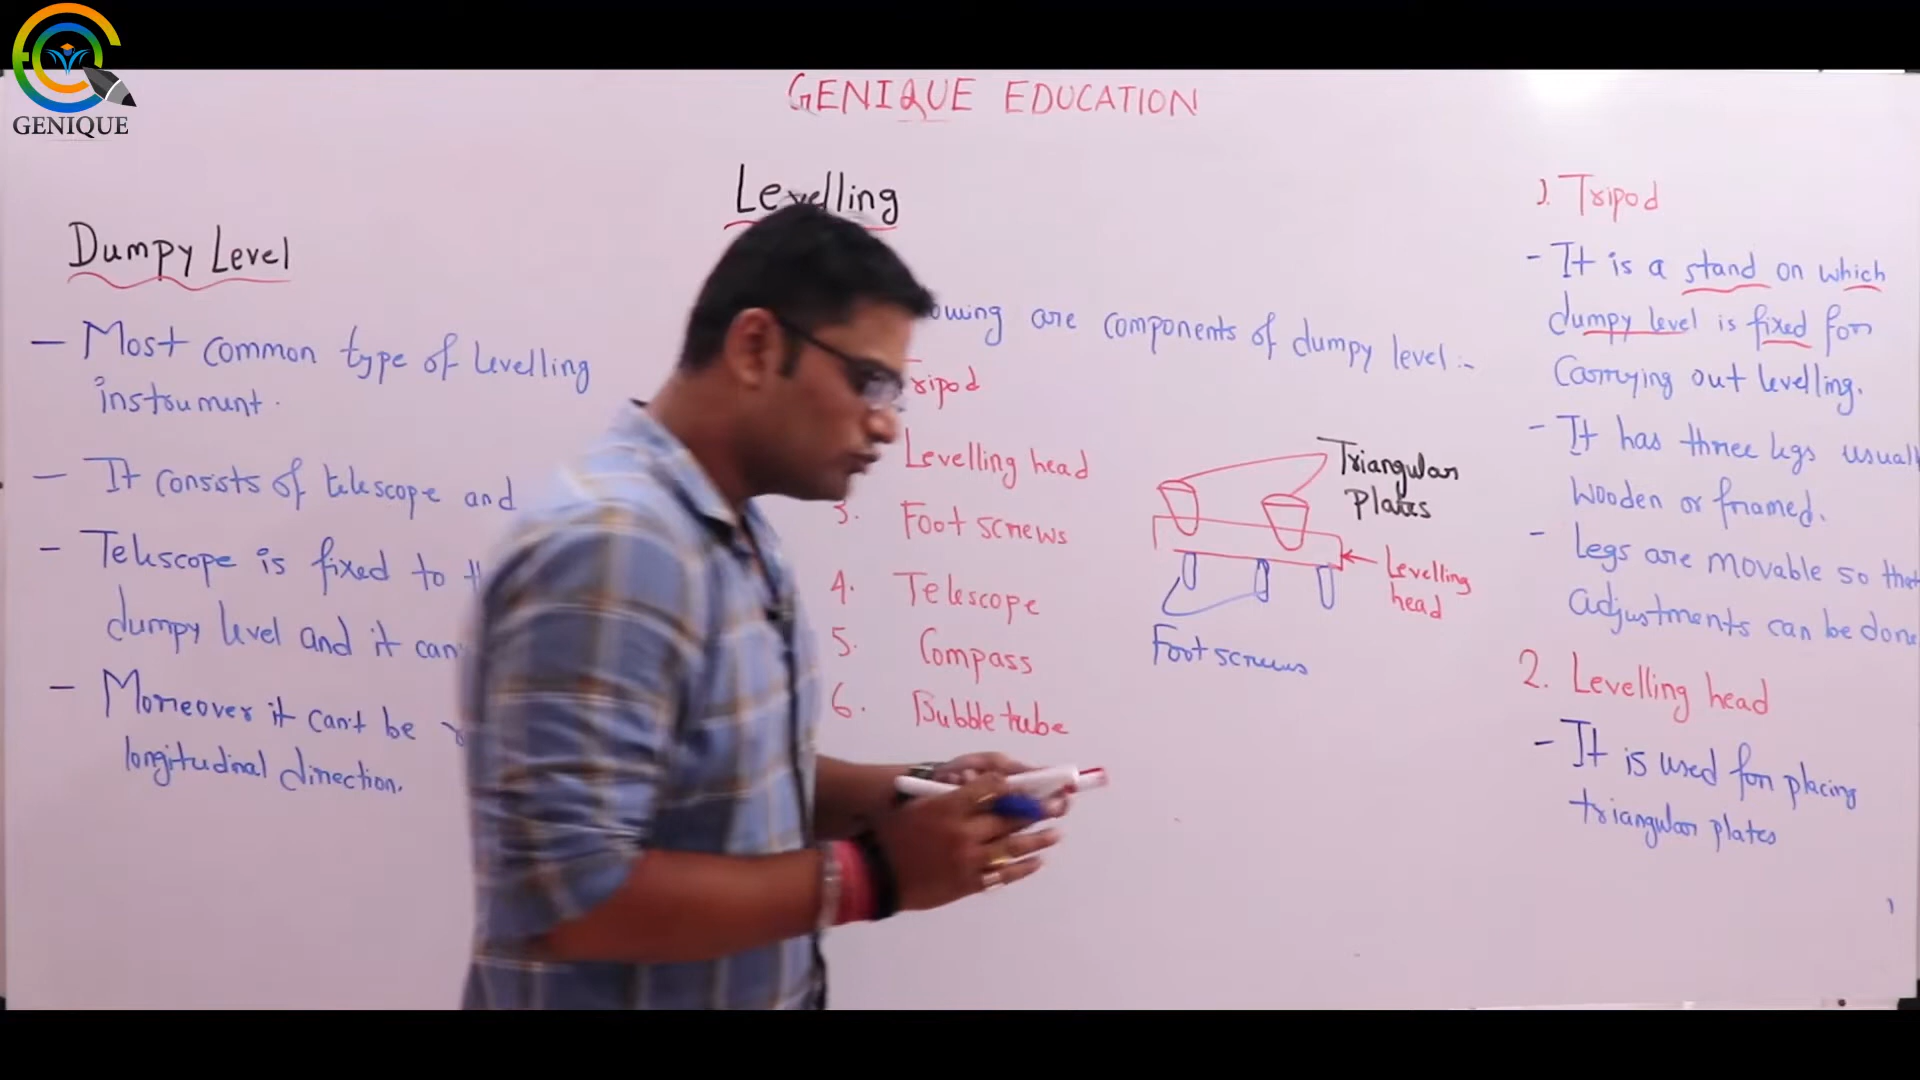 GENIQUE
GENIQUE EDUCATION
Levelling
Dumpy Level
– Most common type of levelling
instrument.
– It consists of telescope and
– Telescope is fixed to
dumpy level and it can
– Moreover it can't be
longitudinal direction.
are components of dumpy level :-
Tripod
Levelling head
3. Foot screws
4. Telescope
5. Compass
6. Bubble tube
Triangular
plates
Levelling
head
Foot screws
1. Tripod
- It is a stand on which
dumpy level is fixed for
Carrying out levelling.
- It has three legs usuall
wooden or framed.
- Legs are movable so that
adjustments can be done
2. Levelling head
- It is used for placing
triangular plates